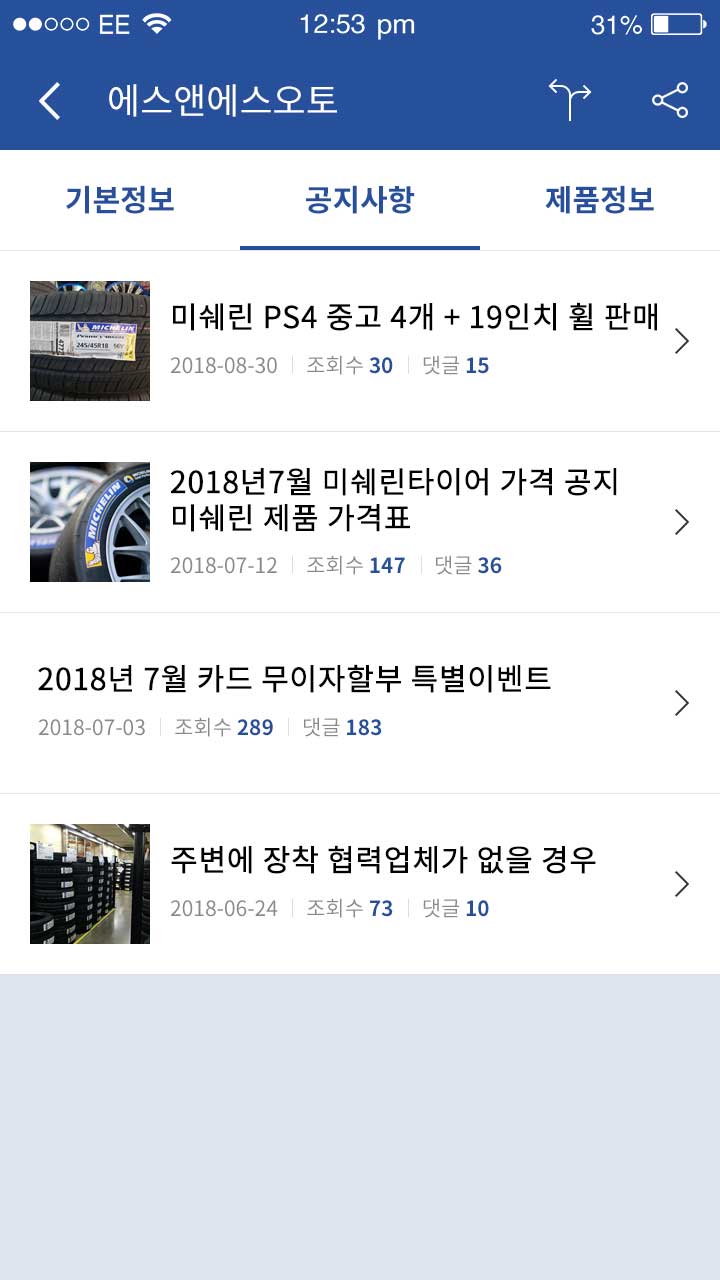 EE 12:53 pm 31%
에스앤에스오토
기본정보 공지사항 제품정보
미쉐린 PS4 중고 4개 + 19인치 휠 판매
2018-08-30 조회수 30 댓글 15
MICHELIN
245/45R18
2018년7월 미쉐린타이어 가격 공지
미쉐린 제품 가격표
2018-07-12 조회수 147 댓글 36
MICHELIN
2018년 7월 카드 무이자할부 특별이벤트
2018-07-03 조회수 289 댓글 183
주변에 장착 협력업체가 없을 경우
2018-06-24 조회수 73 댓글 10